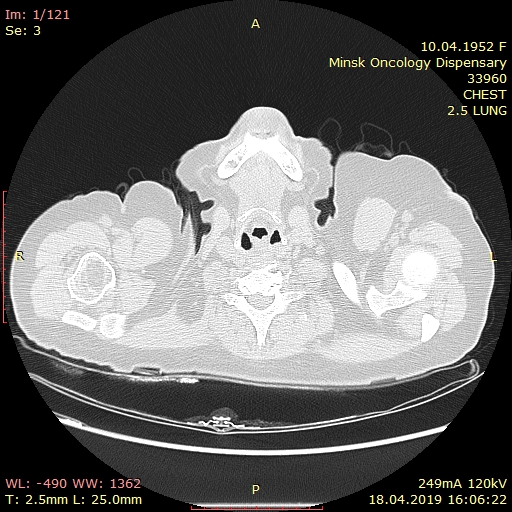 Im: 1/121
Se: 3
A
10.04.1952 F
Minsk Oncology Dispensary
33960
CHEST
2.5 LUNG
R
L
WL: -490 WW: 1362
T: 2.5mm L: 25.0mm
P
249mA 120kV
18.04.2019 16:06:22